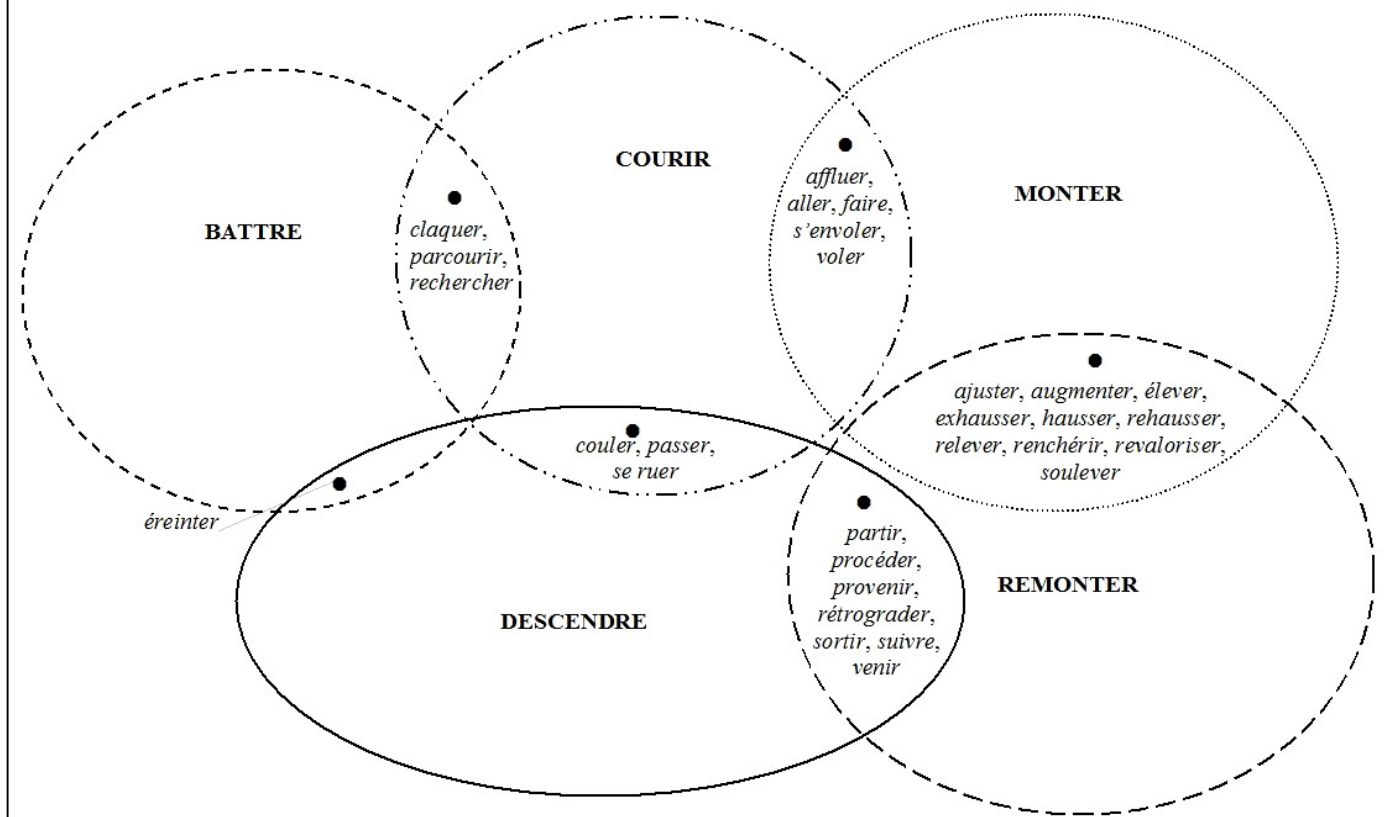 COURIR
affluer,
aller, faire,
s'envoler,
voler
MONTER
BATTRE
claquer,
parcourir,
rechercher
ajuster, augmenter, élever,
exhausser, hausser, rehausser,
relever, renchérir, revaloriser,
soulever
couler, passer,
se ruer
éreinter
partir,
procéder,
provenir,
rétrograder,
sortir, suivre,
venir
REMONTER
DESCENDRE